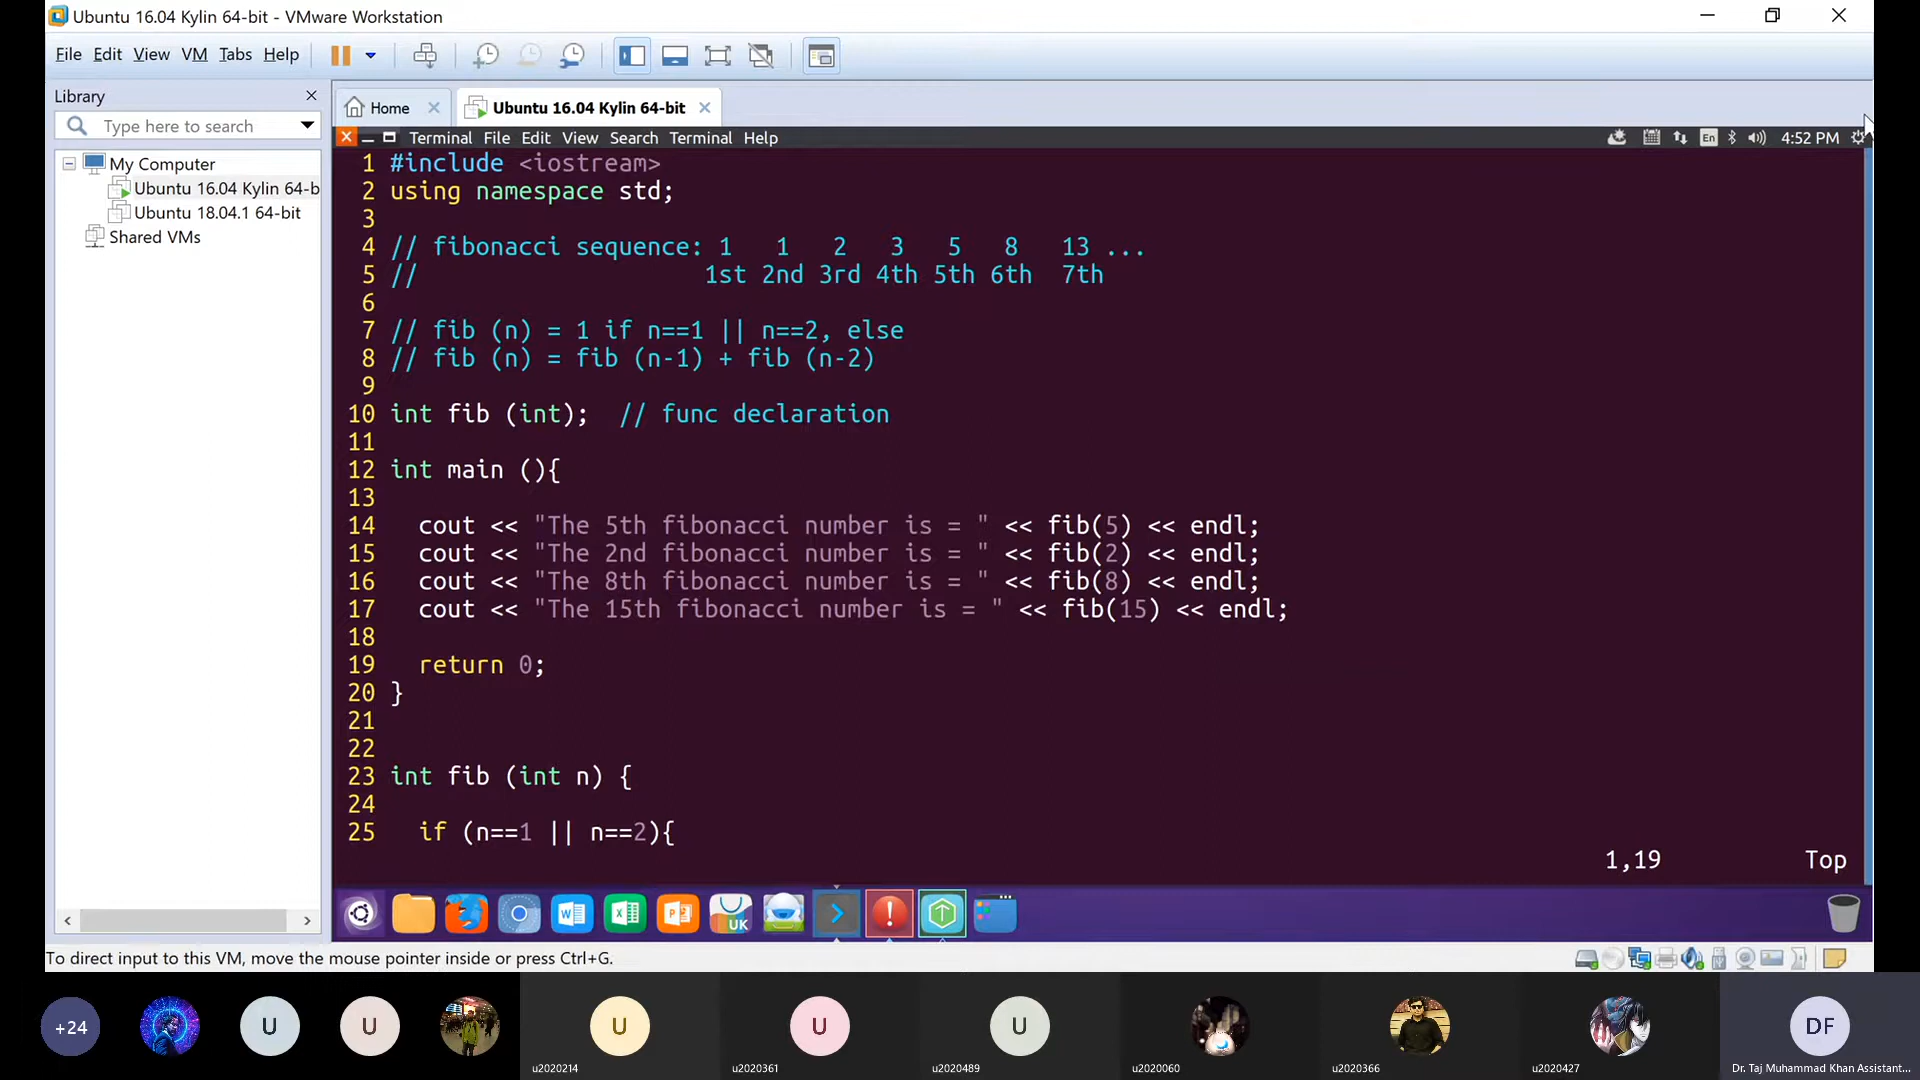 Ubuntu 16.04 Kylin 64-bit - VMware Workstation
File Edit View VM Tabs Help
Library
Home
Ubuntu 16.04 Kylin 64-bit
Type here to search
Terminal File Edit View Search Terminal Help
En 4:52 PM
My Computer
Ubuntu 16.04 Kylin 64-b
Ubuntu 18.04.1 64-bit
Shared VMs
1 #include <iostream>
2 using namespace std;
3
4 // fibonacci sequence: 1 1 2 3 5 8 13 ...
5 // 1st 2nd 3rd 4th 5th 6th 7th
6
7 // fib (n) = 1 if n==1 || n==2, else
8 // fib (n) = fib (n-1) + fib (n-2)
9
10 int fib (int); // func declaration
11
12 int main (){
13
14 cout << "The 5th fibonacci number is = " << fib(5) << endl;
15 cout << "The 2nd fibonacci number is = " << fib(2) << endl;
16 cout << "The 8th fibonacci number is = " << fib(8) << endl;
17 cout << "The 15th fibonacci number is = " << fib(15) << endl;
18
19 return 0;
20 }
21
22
23 int fib (int n) {
24
25 if (n==1 || n==2){
1,19 Top
W X P UK
To direct input to this VM, move the mouse pointer inside or press Ctrl+G.
+24 U U U U U DF
u2020214 u2020361 u2020489 u2020060 u2020366 u2020427 Dr. Taj Muhammad Khan Assistant...